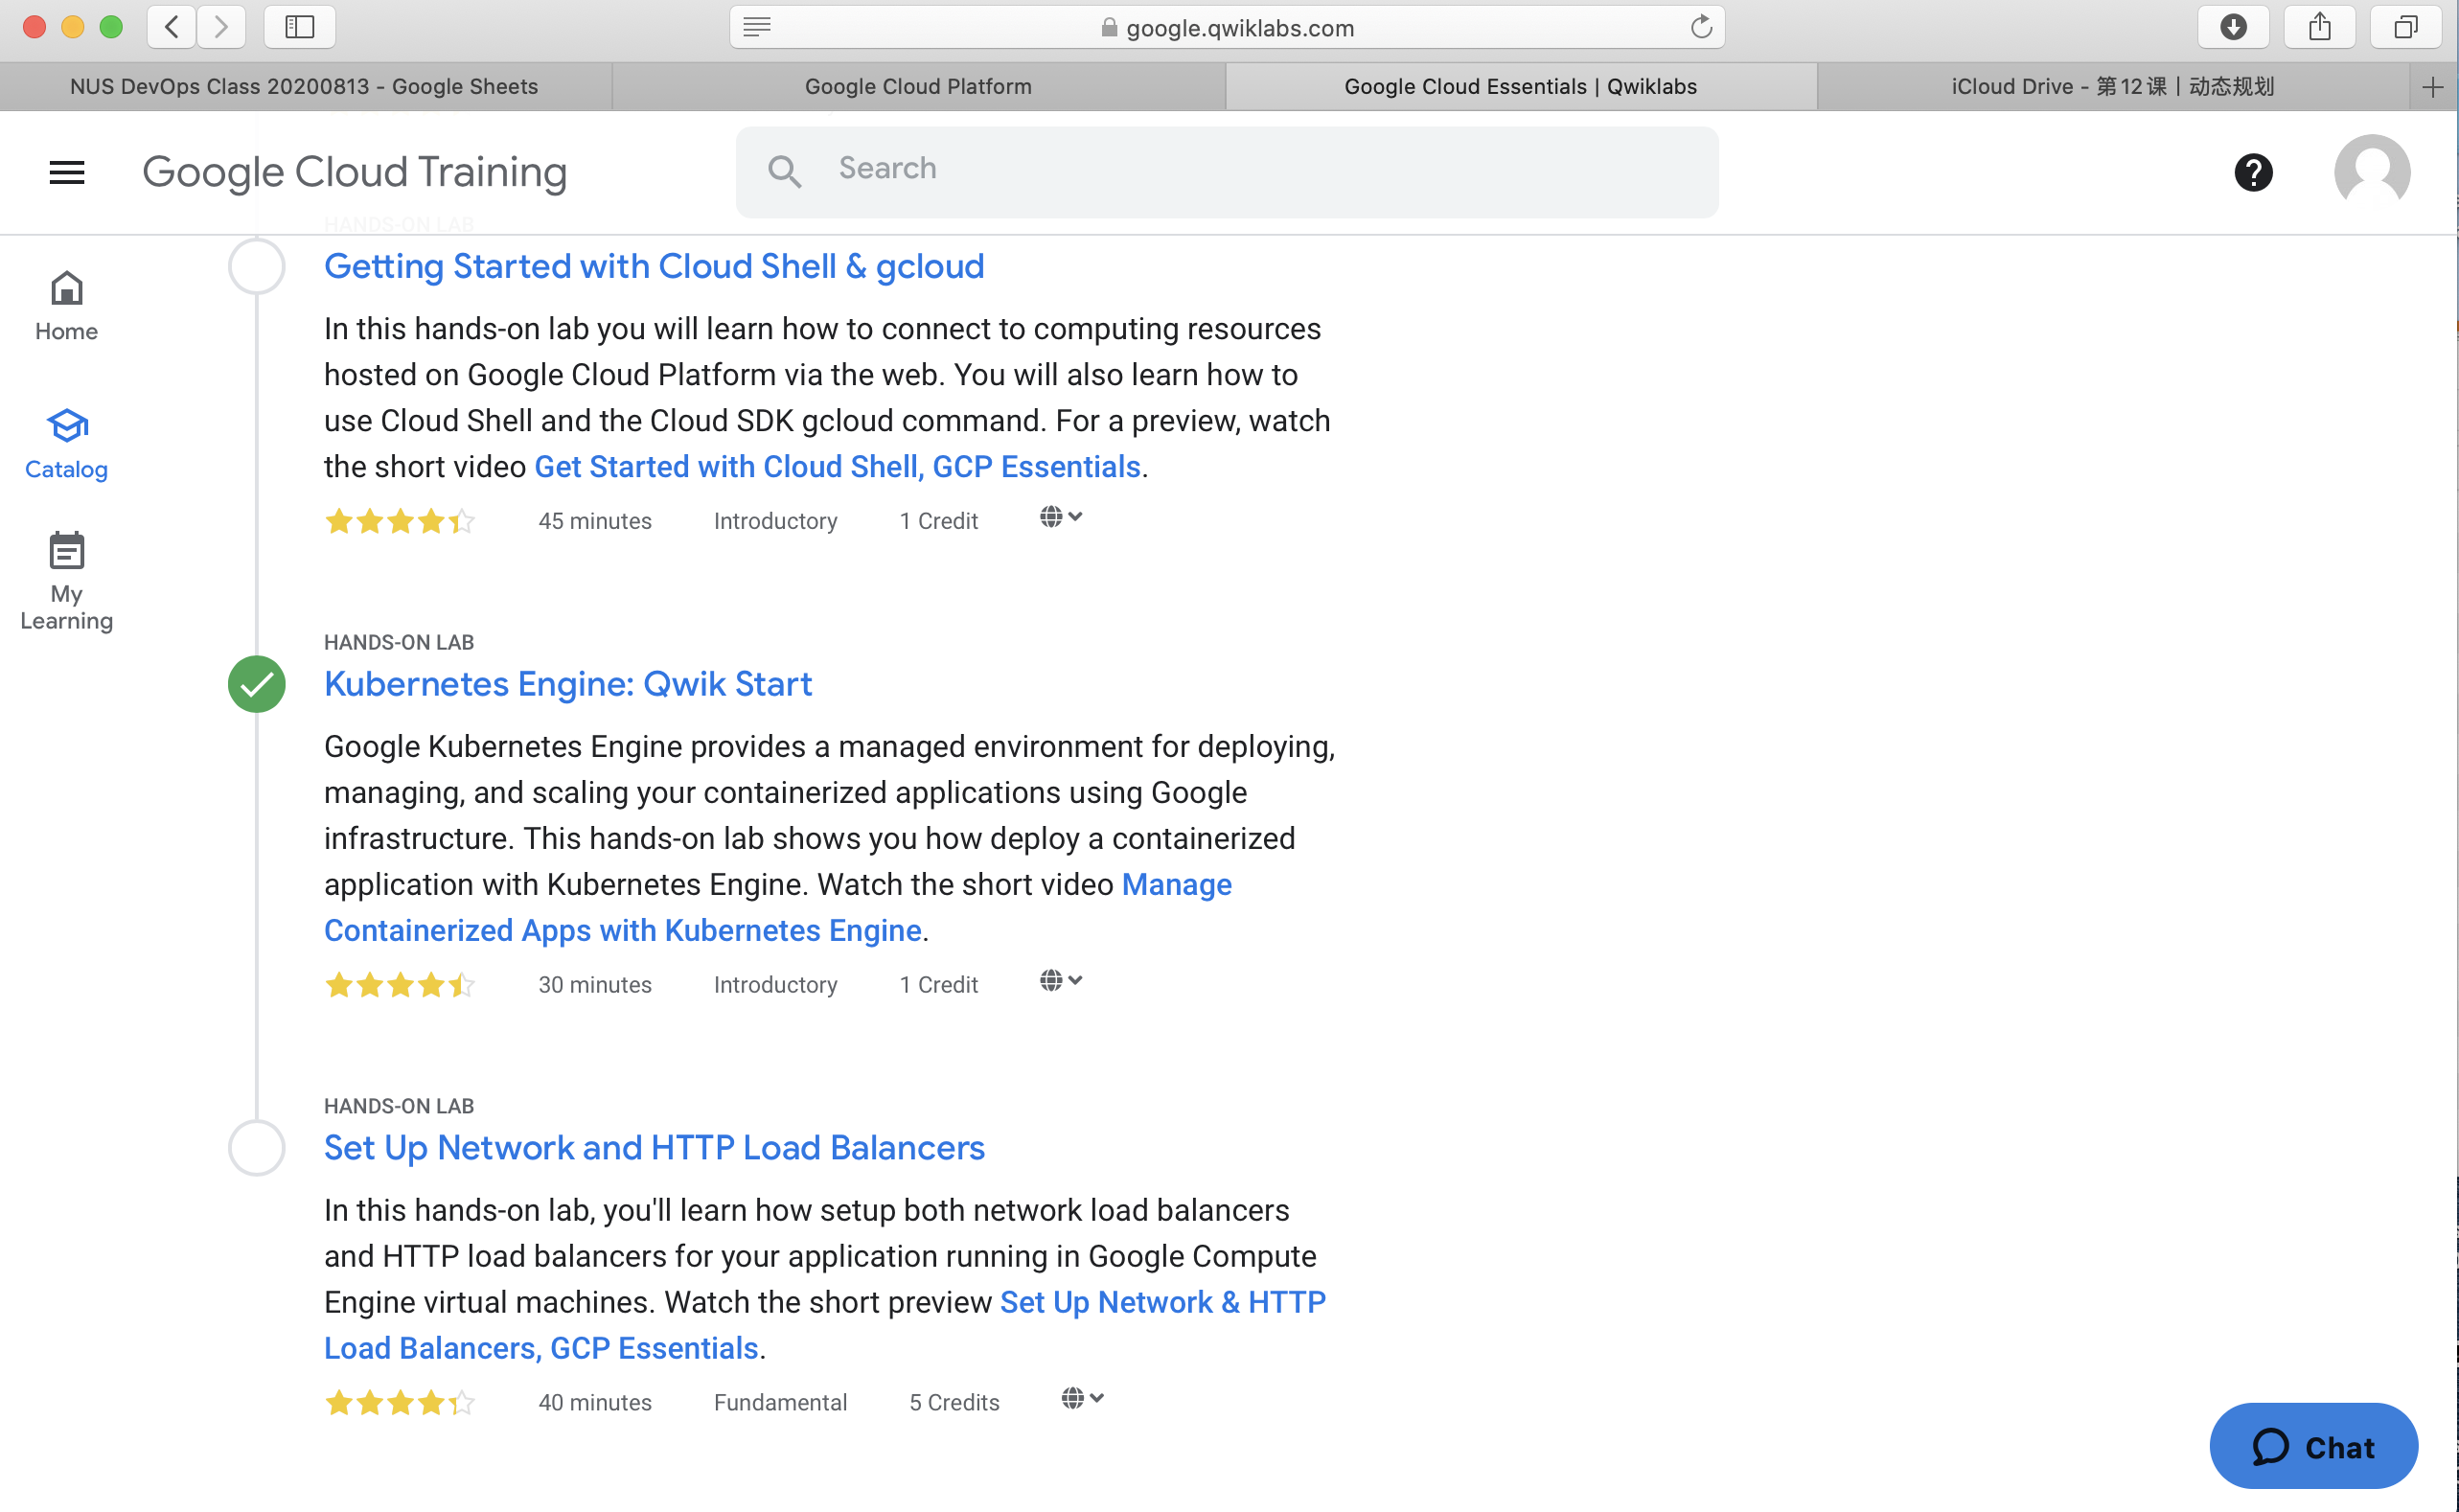 google.qwiklabs.com
NUS DevOps Class 20200813 - Google Sheets
Google Cloud Platform
Google Cloud Essentials | Qwiklabs
iCloud Drive - 第12课 | 动态规划
Google Cloud Training
Search
HANDS-ON LAB
Home
Catalog
My
Learning
Getting Started with Cloud Shell & gcloud
In this hands-on lab you will learn how to connect to computing resources
hosted on Google Cloud Platform via the web. You will also learn how to
use Cloud Shell and the Cloud SDK gcloud command. For a preview, watch
the short video Get Started with Cloud Shell, GCP Essentials.
45 minutes Introductory 1 Credit
HANDS-ON LAB
Kubernetes Engine: Qwik Start
Google Kubernetes Engine provides a managed environment for deploying,
managing, and scaling your containerized applications using Google
infrastructure. This hands-on lab shows you how deploy a containerized
application with Kubernetes Engine. Watch the short video Manage
Containerized Apps with Kubernetes Engine.
30 minutes Introductory 1 Credit
HANDS-ON LAB
Set Up Network and HTTP Load Balancers
In this hands-on lab, you'll learn how setup both network load balancers
and HTTP load balancers for your application running in Google Compute
Engine virtual machines. Watch the short preview Set Up Network & HTTP
Load Balancers, GCP Essentials.
40 minutes Fundamental 5 Credits
Chat